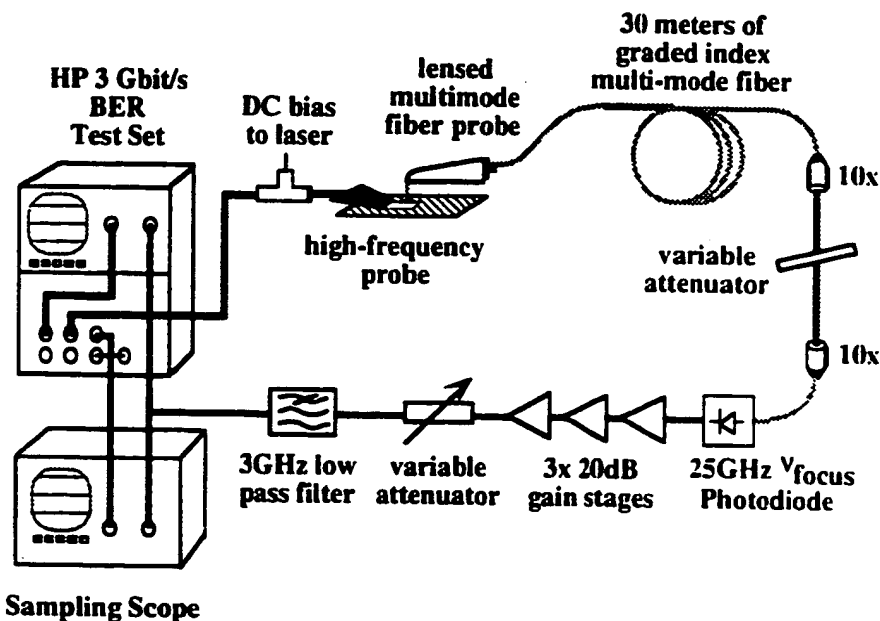 30 meters of
graded index
multi-mode fiber
lensed
multimode
fiber probe
HP 3 Gbit/s
BER
Test Set
DC bias
to laser
10x
high-frequency
probe
variable
attenuator
10x
3GHz low
pass filter
variable
attenuator
3x 20dB
gain stages
25GHz Vfocus
Photodiode
Sampling Scope